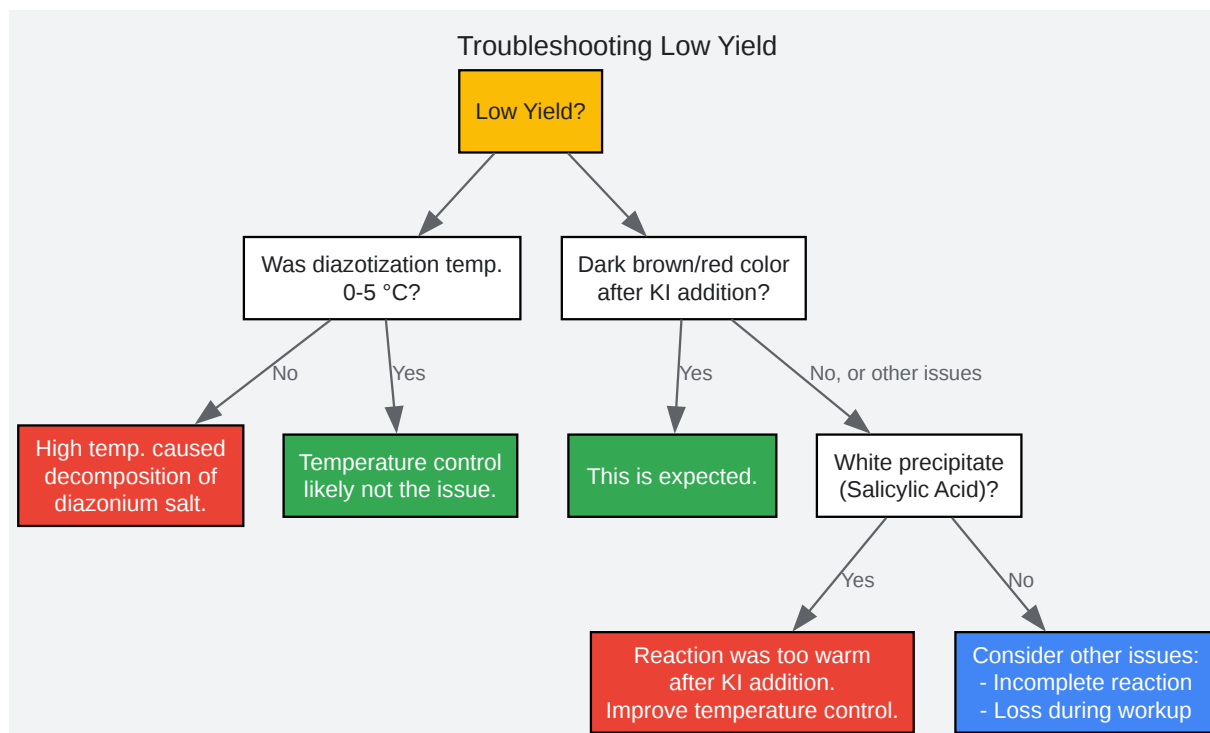 Troubleshooting Low Yield
Low Yield?
Was diazotization temp.
0-5 °C?
Dark brown/red color
after KI addition?
No
Yes
Yes
No, or other issues
High temp. caused
decomposition of
diazonium salt.
Temperature control
likely not the issue.
This is expected.
White precipitate
(Salicylic Acid)?
Yes
No
Reaction was too warm
after KI addition.
Improve temperature control.
Consider other issues:
- Incomplete reaction
- Loss during workup